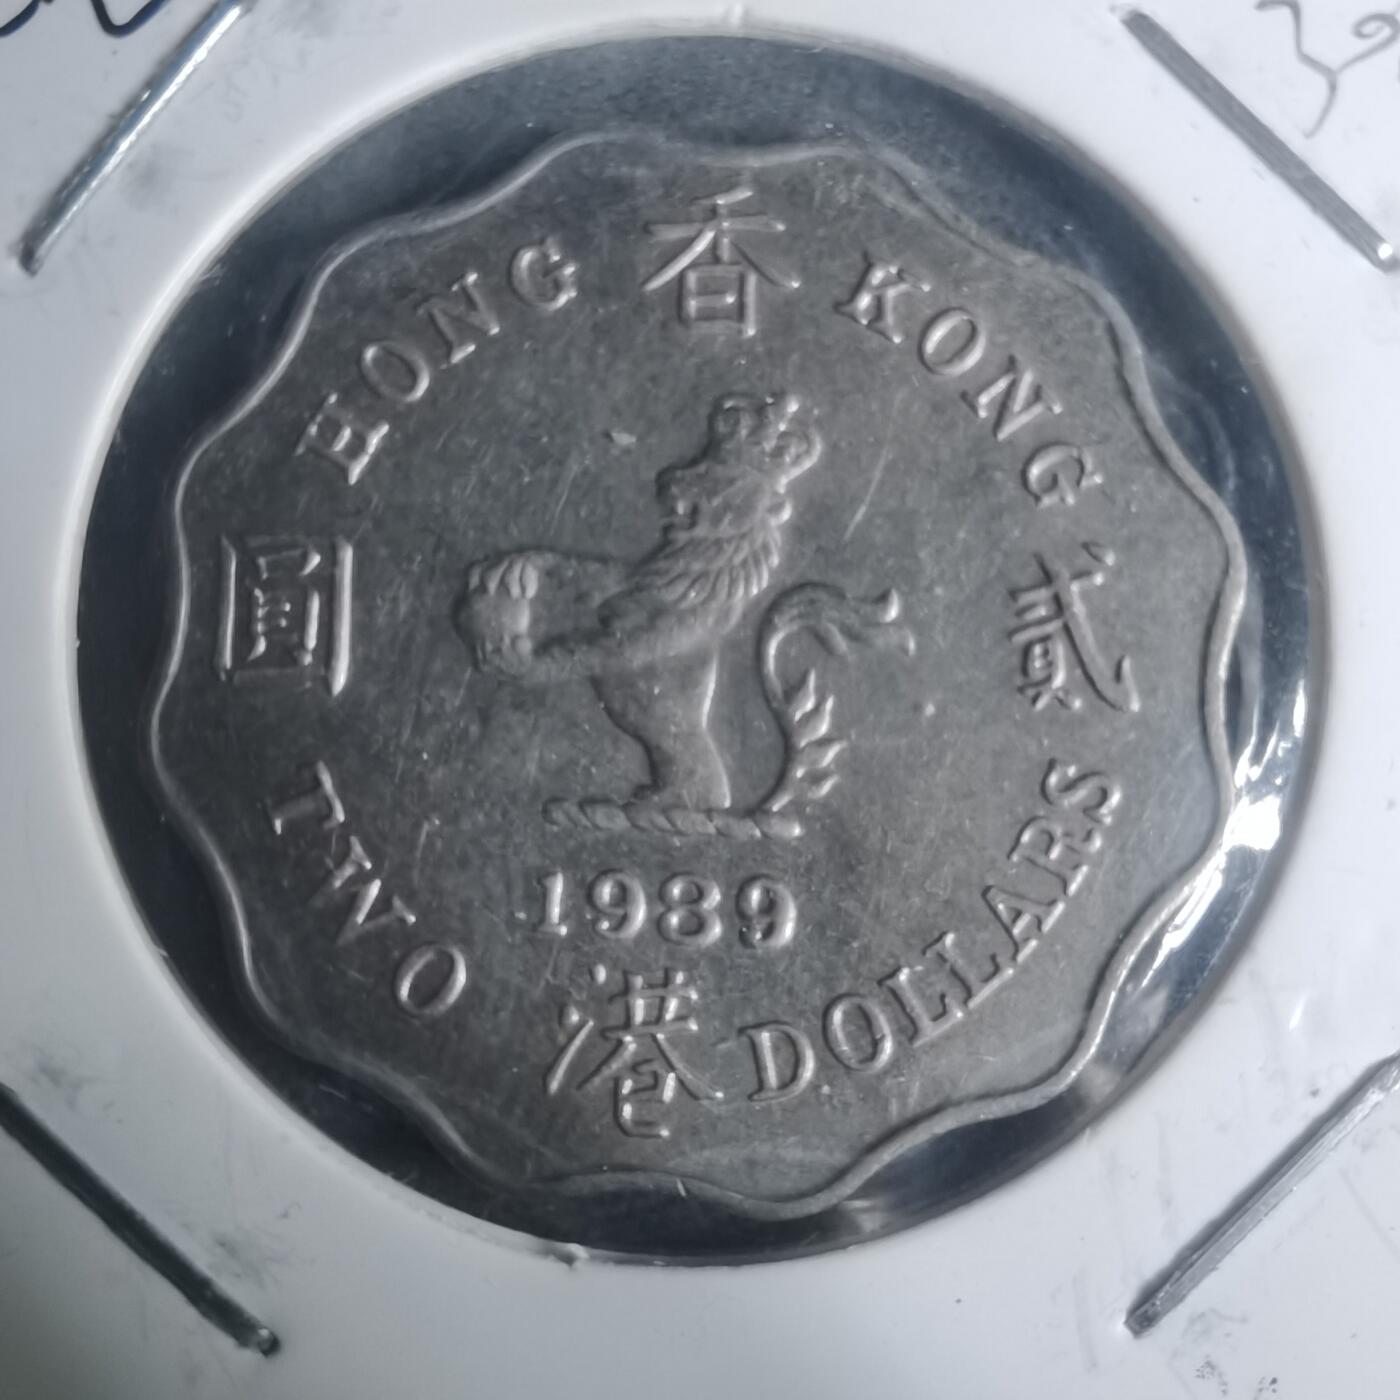 HONG KONG
香港
貳圓
1989
TWO DOLLARS